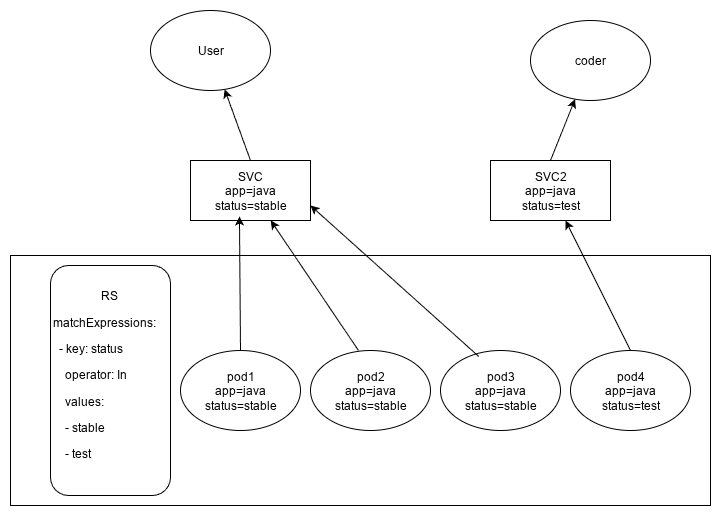 User
coder
SVC
app=java
status=stable
SVC2
app=java
status=test
RS
matchExpressions:
- key: status
operator: In
values:
- stable
- test
pod1
app=java
status=stable
pod2
app=java
status=stable
pod3
app=java
status=stable
pod4
app=java
status=test